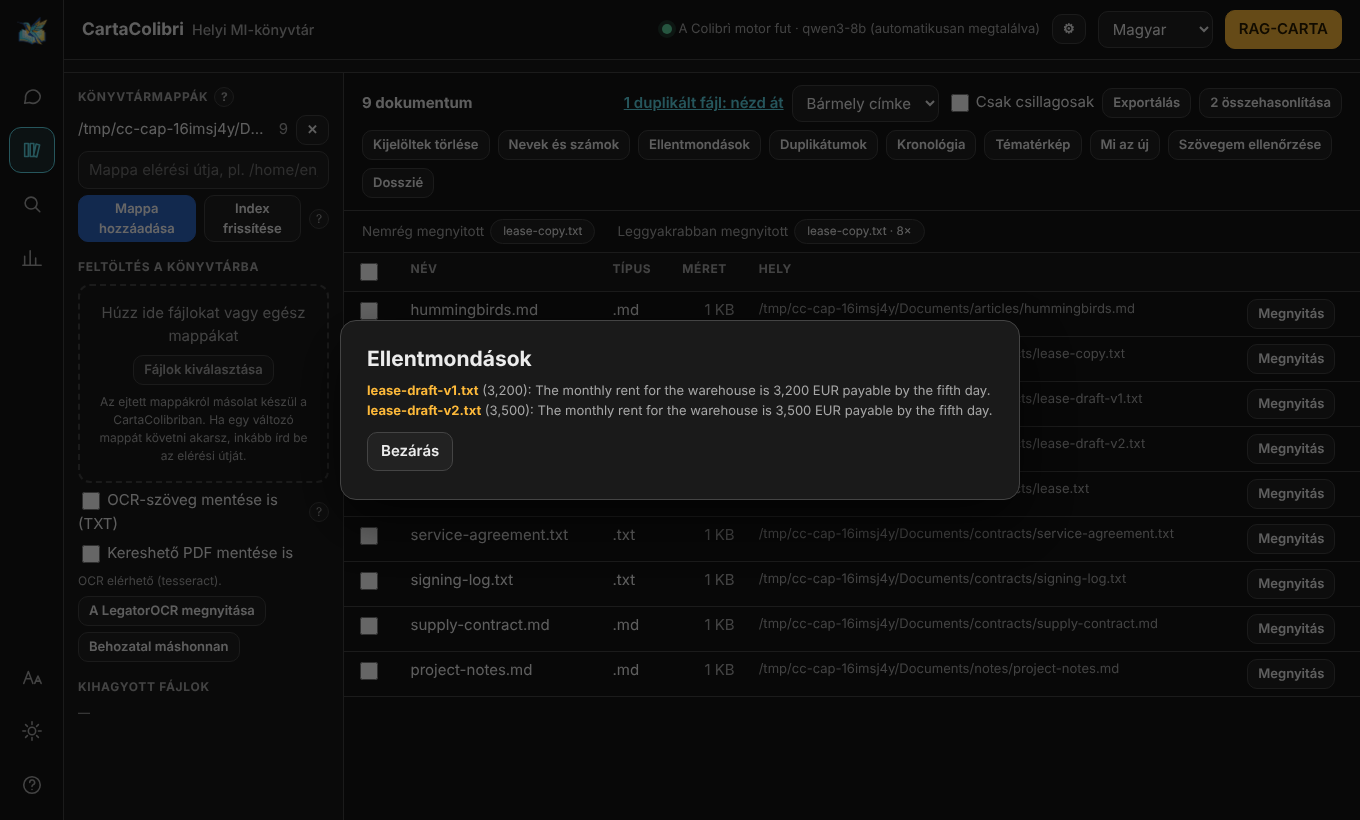 CartaColibri Helyi MI-könyvtár
A Colibrì motor fut · qwen3-8b (automatikusan megtalálva)
Magyar
RAG-CARTA
KÖNYVTÁRMAPPÁK ?
/tmp/cc-cap-16imsj4y/D... 9 ×
Mappa elérési útja, pl. /home/en
Mappa hozzáadása
Index frissítése
?
FELTÖLTÉS A KÖNYVTÁRBA
Húzz ide fájlokat vagy egész
mappákat
Fájlok kiválasztása
Az ejtett mappákról másolat készül a
CartaColibriban. Ha egy változó
mappát követni akarsz, inkább írd be
az elérési útját.
OCR-szöveg mentése is
(TXT)
?
Kereshető PDF mentése is
OCR elérhető (tesseract).
A LegatorOCR megnyitása
Behozatal máshonnan
KIHAGYOTT FÁJLOK
—
9 dokumentum
1 duplikált fájl: nézd át
Bármely címke
Csak csillagosak
Exportálás
2 összehasonlítása
Kijelöltek törlése
Nevek és számok
Ellentmondások
Duplikátumok
Kronológia
Tématérkép
Mi az új
Szövegem ellenőrzése
Dosszié
Nemrég megnyitott lease-copy.txt Leggyakrabban megnyitott lease-copy.txt · 8×
NÉV TÍPUS MÉRET HELY
hummingbirds.md .md 1 KB /tmp/cc-cap-16imsj4y/Documents/articles/hummingbirds.md Megnyitás
ts/lease-copy.txt Megnyitás
ts/lease-draft-v1.txt Megnyitás
ts/lease-draft-v2.txt Megnyitás
ts/lease.txt Megnyitás
Ellentmondások
lease-draft-v1.txt (3,200): The monthly rent for the warehouse is 3,200 EUR payable by the fifth day.
lease-draft-v2.txt (3,500): The monthly rent for the warehouse is 3,500 EUR payable by the fifth day.
Bezárás
service-agreement.txt .txt 1 KB /tmp/cc-cap-16imsj4y/Documents/contracts/service-agreement.txt Megnyitás
signing-log.txt .txt 1 KB /tmp/cc-cap-16imsj4y/Documents/contracts/signing-log.txt Megnyitás
supply-contract.md .md 1 KB /tmp/cc-cap-16imsj4y/Documents/contracts/supply-contract.md Megnyitás
project-notes.md .md 1 KB /tmp/cc-cap-16imsj4y/Documents/notes/project-notes.md Megnyitás